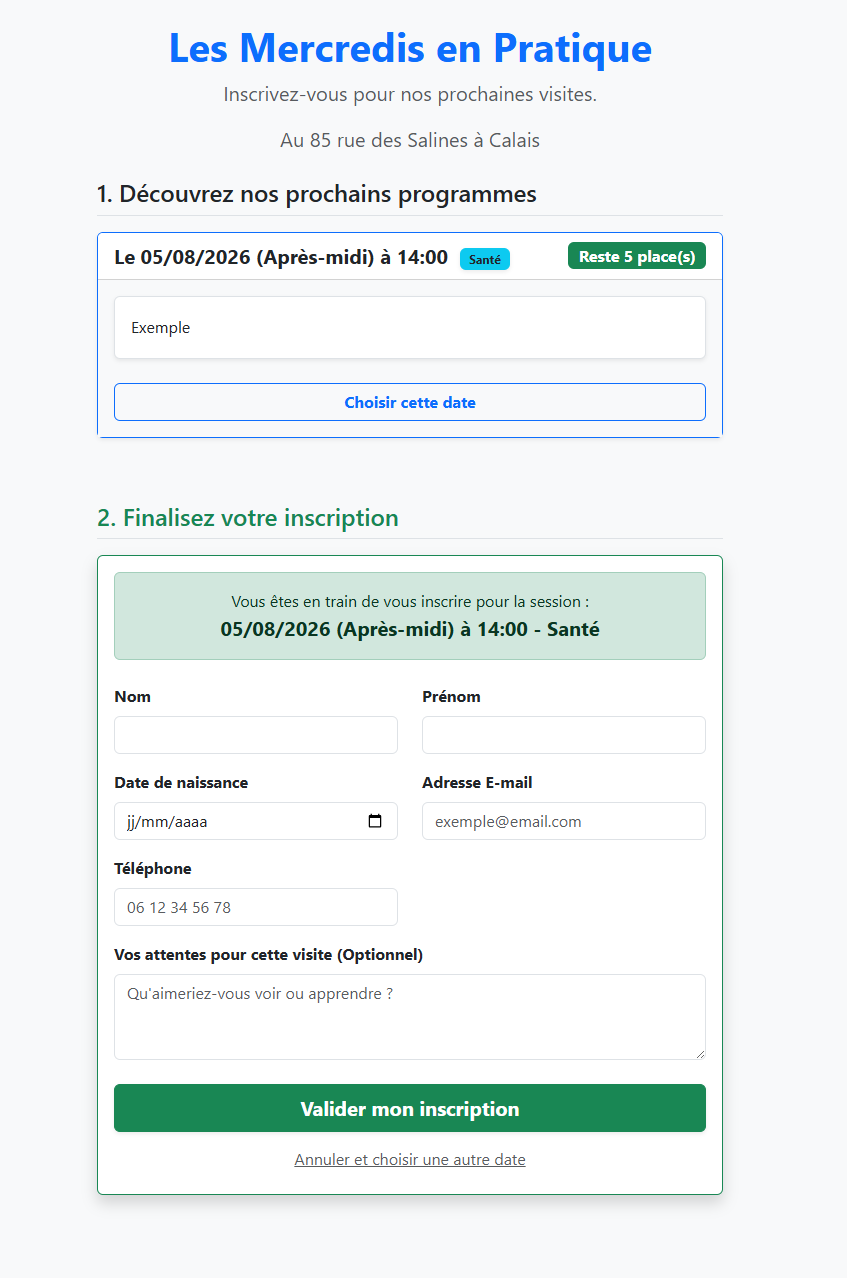 Les Mercredis en Pratique
Inscrivez-vous pour nos prochaines visites.
Au 85 rue des Salines à Calais
1. Découvrez nos prochains programmes
Le 05/08/2026 (Après-midi) à 14:00 Santé Reste 5 place(s)
Exemple
Choisir cette date
2. Finalisez votre inscription
Vous êtes en train de vous inscrire pour la session :
05/08/2026 (Après-midi) à 14:00 - Santé
Nom Prénom
Date de naissance Adresse E-mail
jj/mm/aaaa exemple@email.com
Téléphone
06 12 34 56 78
Vos attentes pour cette visite (Optionnel)
Qu'aimeriez-vous voir ou apprendre ?
Valider mon inscription
Annuler et choisir une autre date